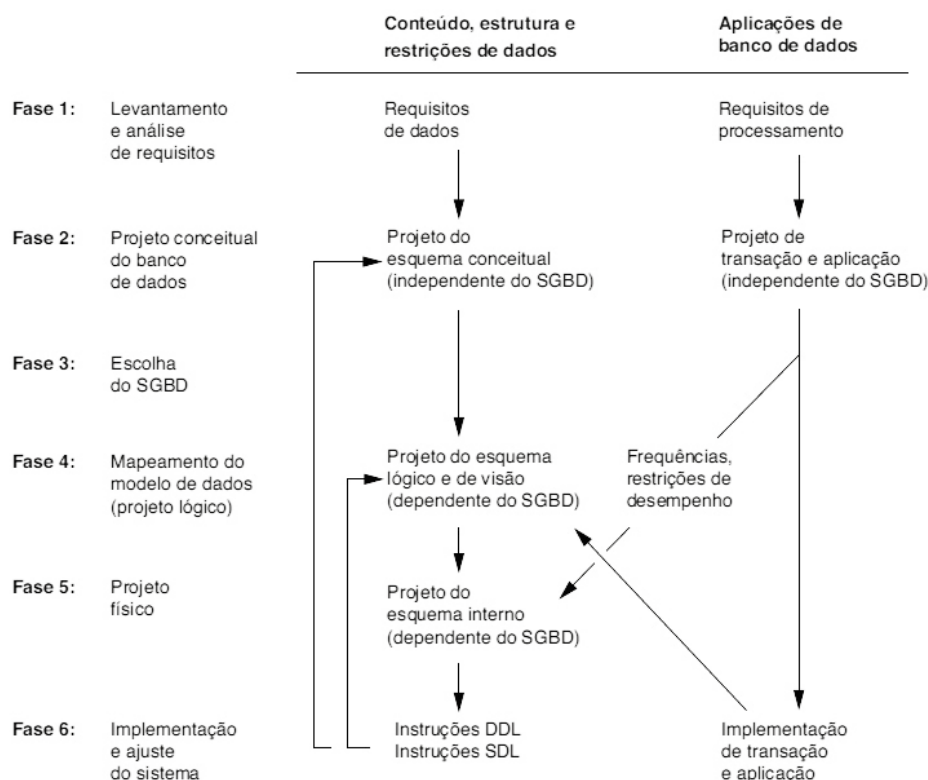 Conteúdo, estrutura e
restrições de dados
Aplicações de
banco de dados
Fase 1:
Levantamento
e análise
de requisitos
Requisitos
de dados
Requisitos de
processamento
Fase 2:
Projeto conceitual
do banco
de dados
Projeto do
esquema conceitual
(independente do SGBD)
Projeto de
transação e aplicação
(independente do SGBD)
Fase 3:
Escolha
do SGBD
Fase 4:
Mapeamento do
modelo de dados
(projeto lógico)
Projeto do esquema
lógico e de visão
(dependente do SGBD)
Frequências,
restrições de
desempenho
Fase 5:
Projeto
físico
Projeto do
esquema interno
(dependente do SGBD)
Fase 6:
Implementação
e ajuste
do sistema
Instruções DDL
Instruções SDL
Implementação
de transação
e aplicação